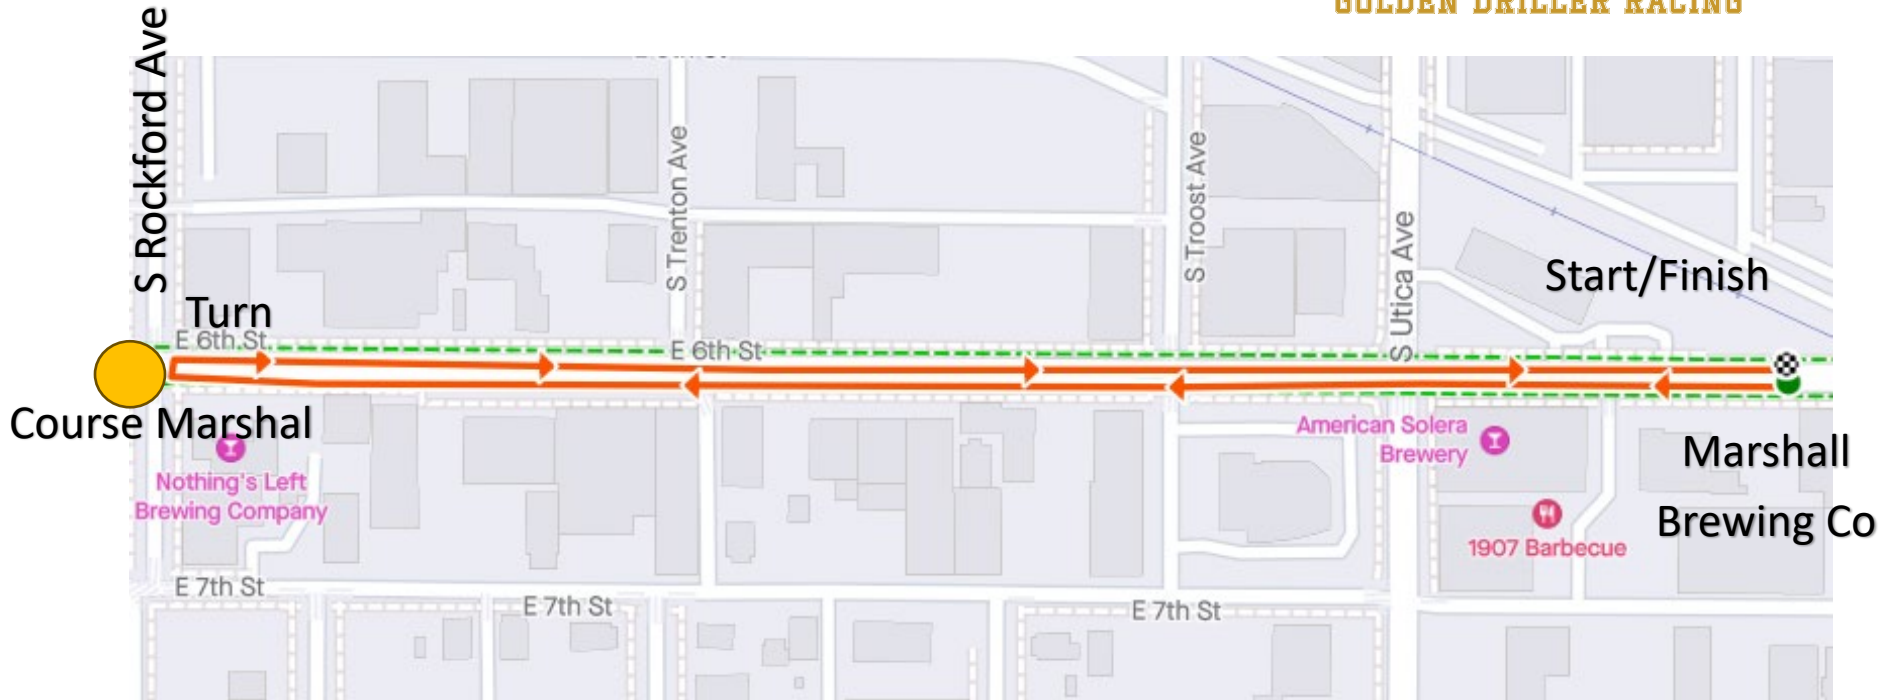 GOLDEN DRILLER RACING
S Rockford Ave
S Trenton Ave
S Troost Ave
S Utica Ave
Start/Finish
Turn
E 6th St
E 6th St
Course Marshal
American Solera
Brewery
Marshall
Brewing Co
Nothing's Left
Brewing Company
1907 Barbecue
E 7th St
E 7th St
E 7th St